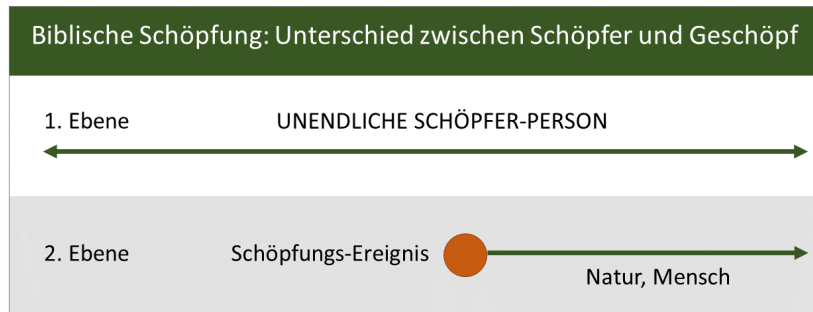 Biblische Schöpfung: Unterschied zwischen Schöpfer und Geschöpf
1. Ebene UNENDLICHE SCHÖPFER-PERSON
2. Ebene Schöpfungs-Ereignis
Natur, Mensch